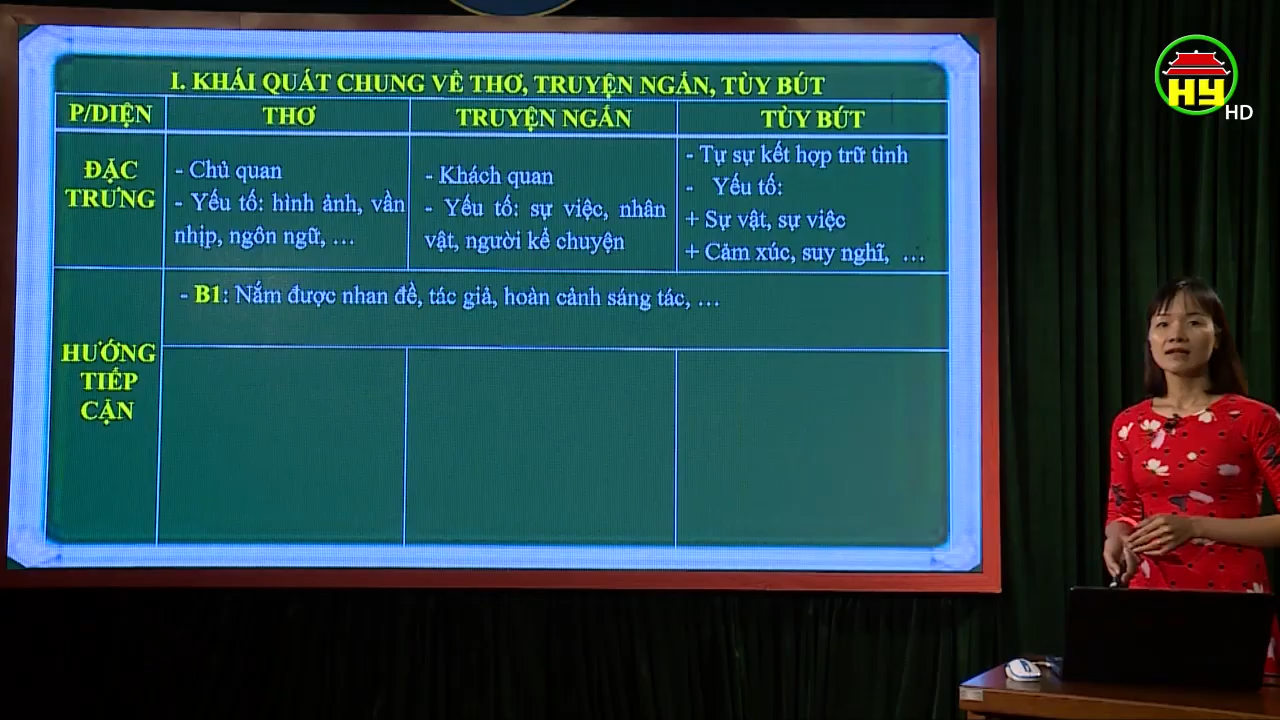 I. KHÁI QUÁT CHUNG VỀ THƠ, TRUYỆN NGẮN, TÙY BÚT
P/DIỆN
THƠ
TRUYỆN NGẮN
TÙY BÚT
ĐẶC
TRƯNG
- Chủ quan
- Yếu tố: hình ảnh, vần
nhịp, ngôn ngữ, …
- Khách quan
- Yếu tố: sự việc, nhân
vật, người kể chuyện
- Tự sự kết hợp trữ tình
- Yếu tố:
+ Sự vật, sự việc
+ Cảm xúc, suy nghĩ, …
HƯỚNG
TIẾP
CẬN
- B1: Nắm được nhan đề, tác giả, hoàn cảnh sáng tác, …
HY
HD